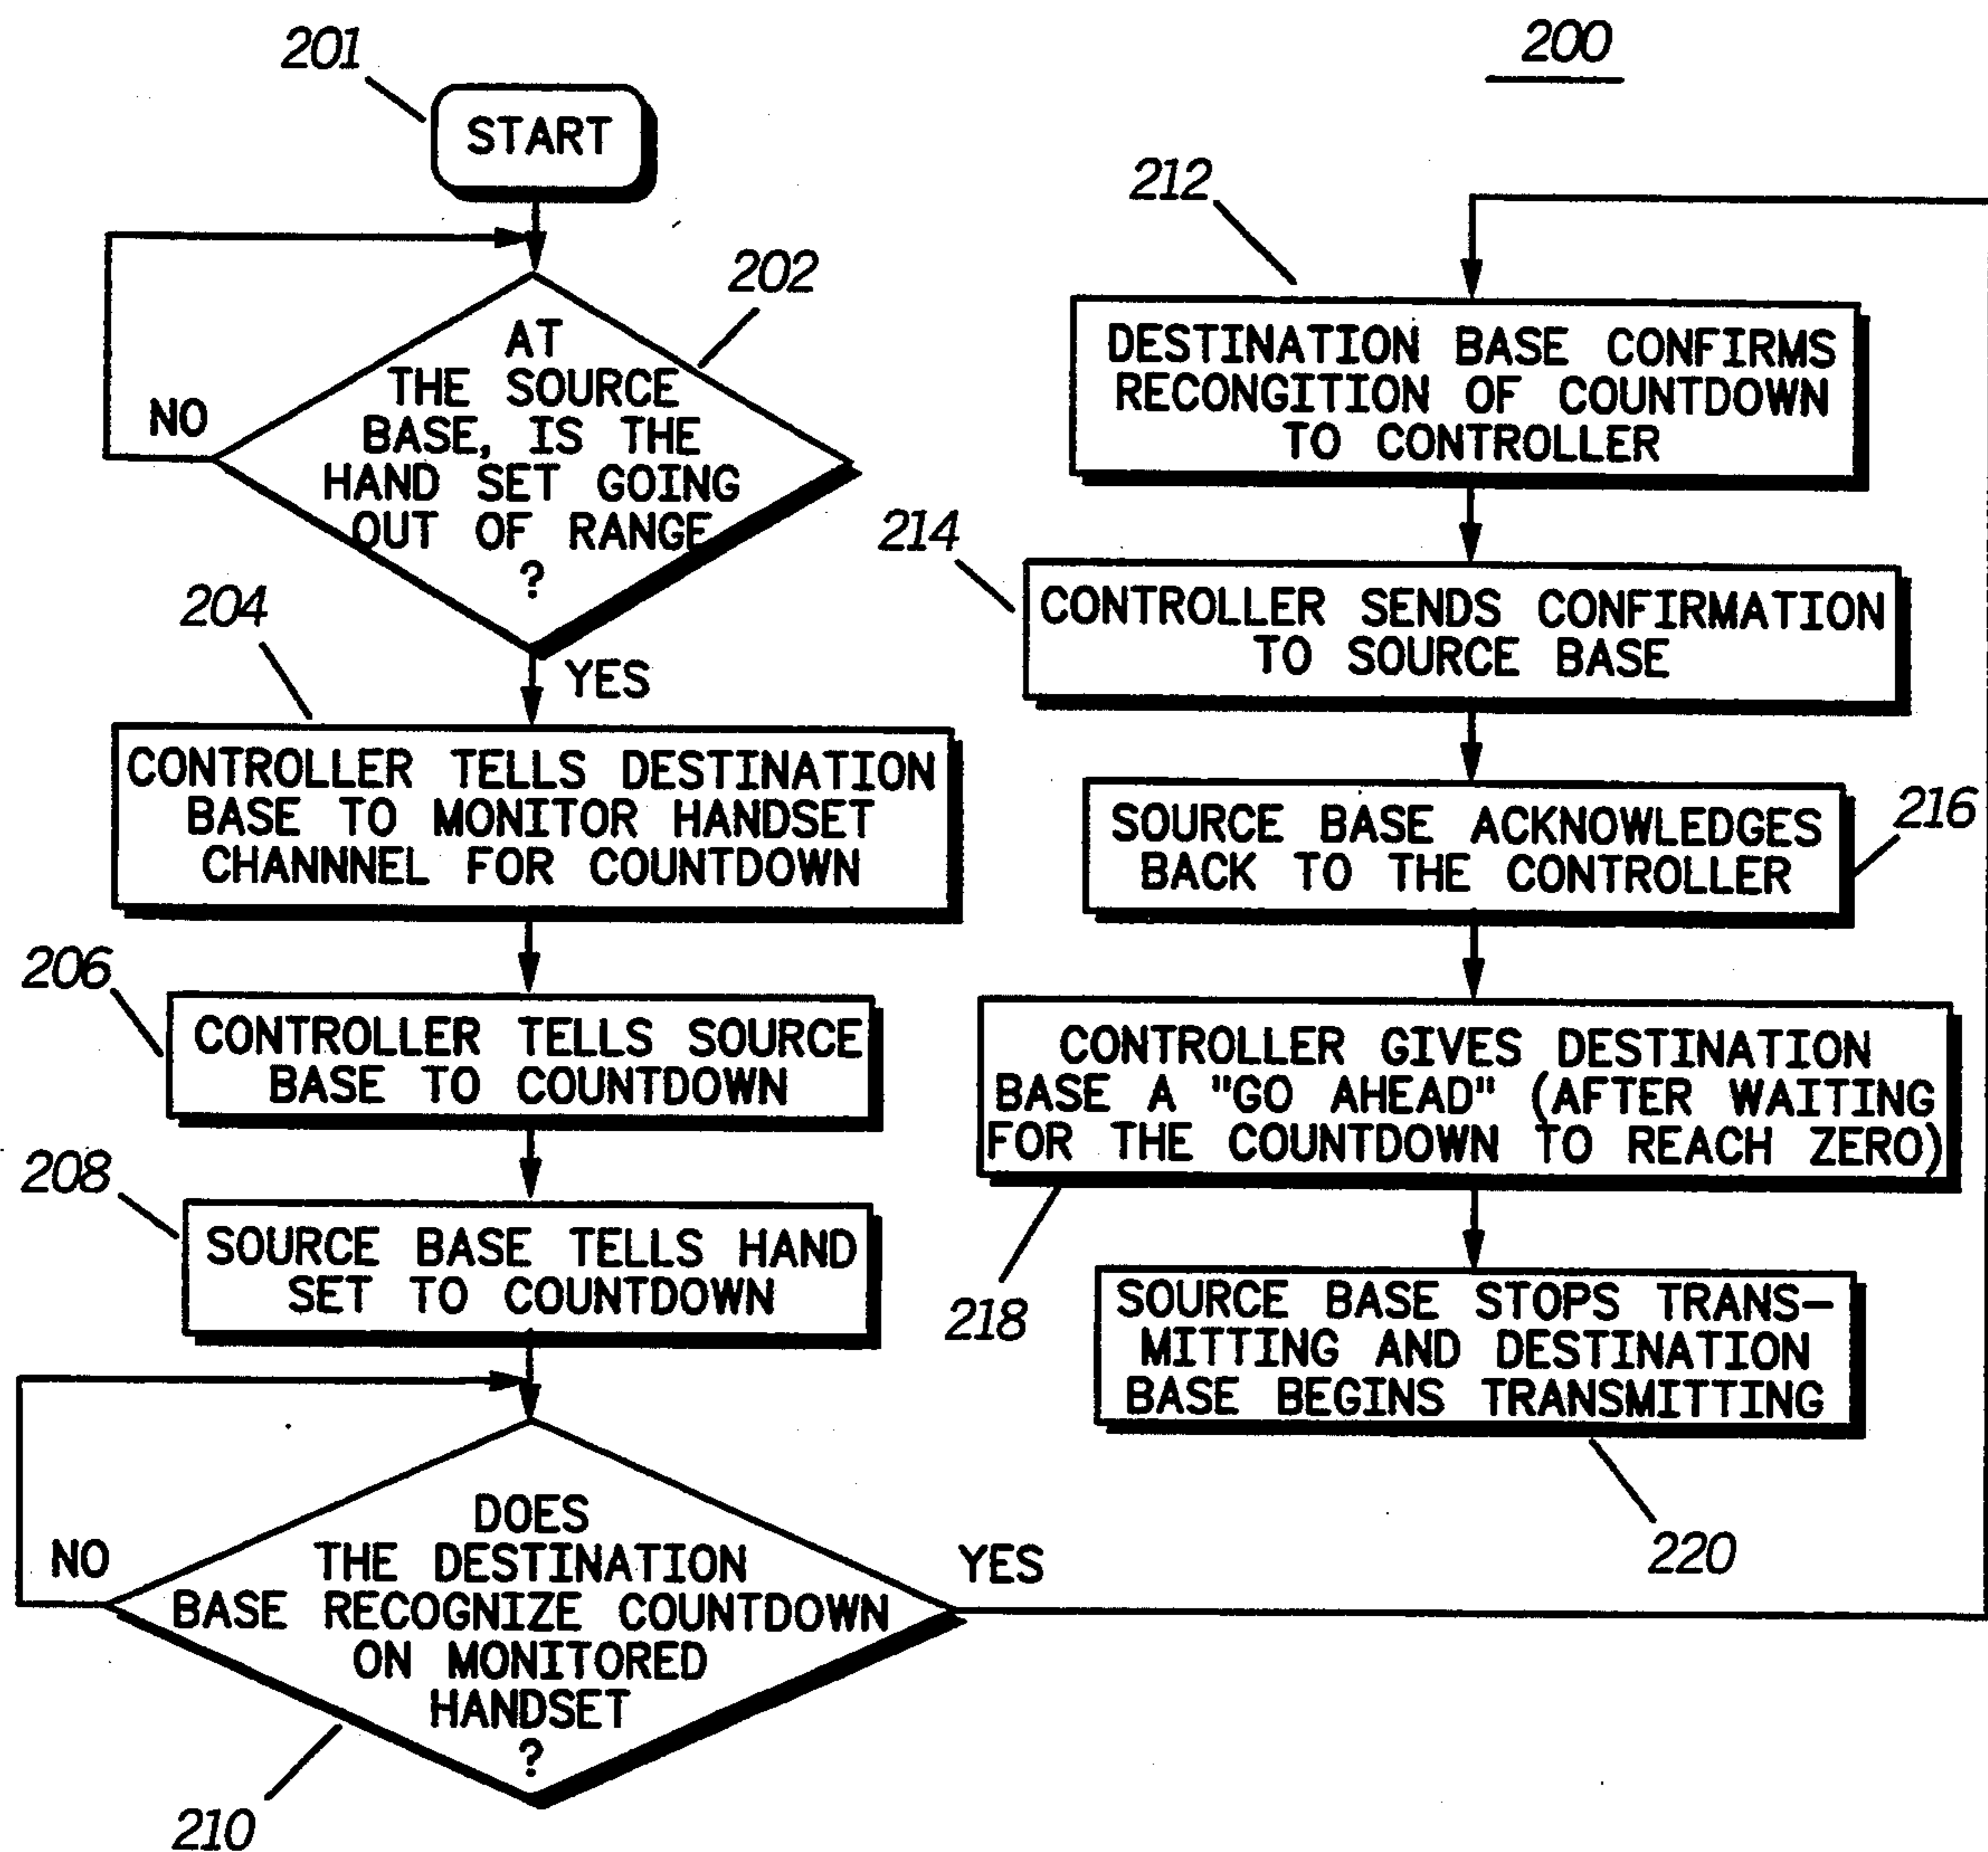 200
201
START
202
AT
THE SOURCE
BASE, IS THE
HAND SET GOING
OUT OF RANGE
?
NO
YES
204
CONTROLLER TELLS DESTINATION
BASE TO MONITOR HANDSET
CHANNNEL FOR COUNTDOWN
206
CONTROLLER TELLS SOURCE
BASE TO COUNTDOWN
208
SOURCE BASE TELLS HAND
SET TO COUNTDOWN
DOES
THE DESTINATION
BASE RECOGNIZE COUNTDOWN
ON MONITORED
HANDSET
?
NO
YES
210
212
DESTINATION BASE CONFIRMS
RECONGITION OF COUNTDOWN
TO CONTROLLER
214
CONTROLLER SENDS CONFIRMATION
TO SOURCE BASE
216
SOURCE BASE ACKNOWLEDGES
BACK TO THE CONTROLLER
CONTROLLER GIVES DESTINATION
BASE A "GO AHEAD" (AFTER WAITING
FOR THE COUNTDOWN TO REACH ZERO)
218
SOURCE BASE STOPS TRANS-
MITTING AND DESTINATION
BASE BEGINS TRANSMITTING
220